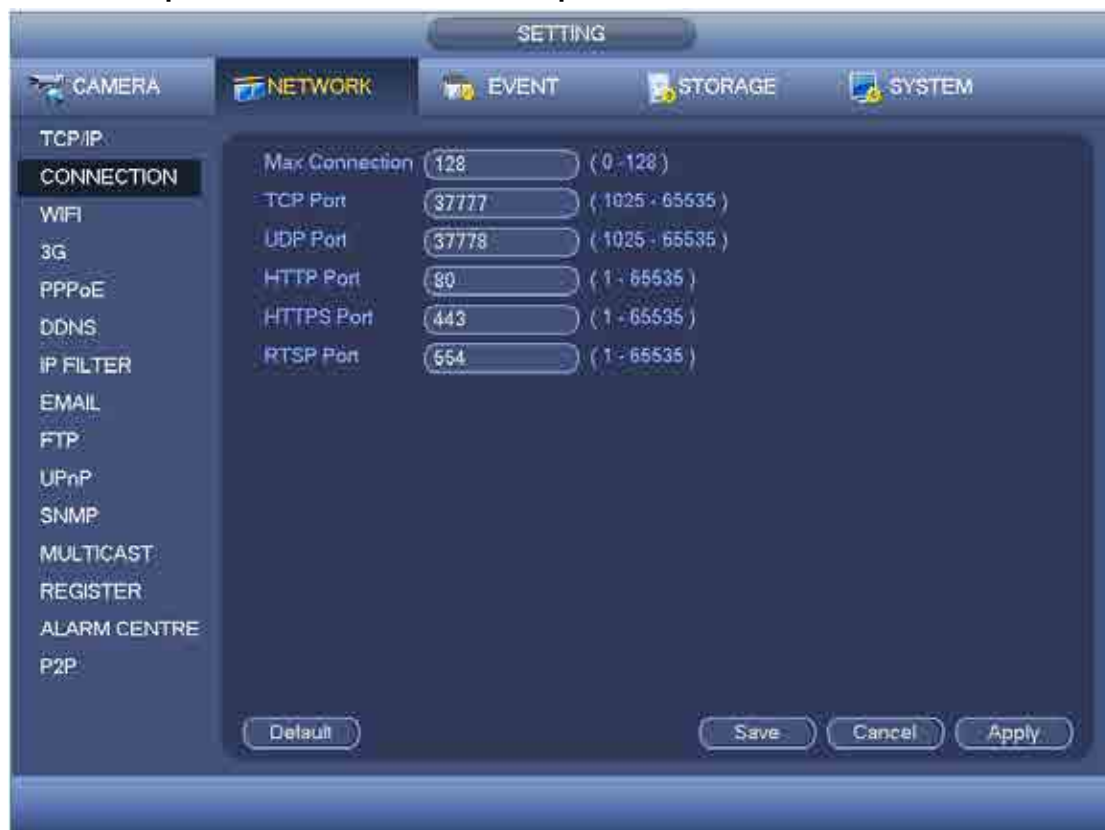 SETTING
CAMERA NETWORK EVENT STORAGE SYSTEM
TCP/IP
CONNECTION
WIFI
3G
PPPoE
DDNS
IP FILTER
EMAIL
FTP
UPnP
SNMP
MULTICAST
REGISTER
ALARM CENTRE
P2P
Max Connection 128 ( 0 -128 )
TCP Port 37777 ( 1025 - 65535 )
UDP Port 37778 ( 1025 - 65535 )
HTTP Port 80 ( 1 - 65535 )
HTTPS Port 443 ( 1 - 65535 )
RTSP Port 554 ( 1 - 65535 )
Default Save Cancel Apply